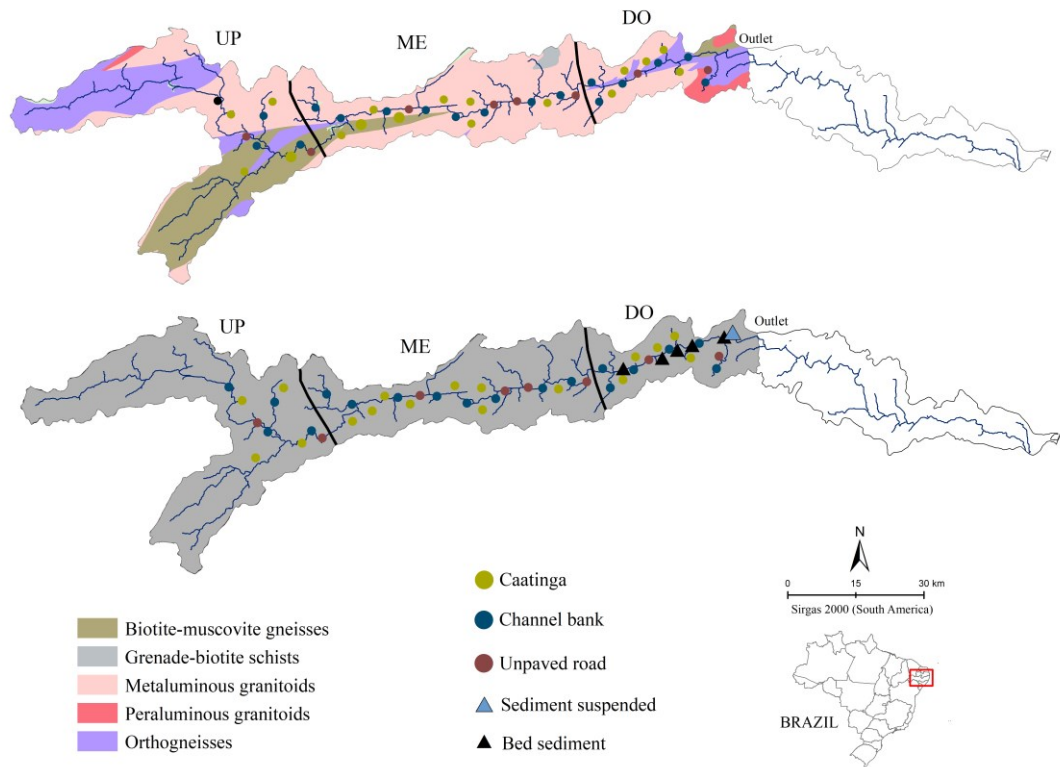 UP
ME
DO
Outlet
UP
ME
DO
Outlet
Biotite-muscovite gneisses
Grenade-biotite schists
Metaluminous granitoids
Peraluminous granitoids
Orthogneisses
Caatinga
Channel bank
Unpaved road
Sediment suspended
Bed sediment
N
0 15 30 km
Sirgas 2000 (South America)
BRAZIL